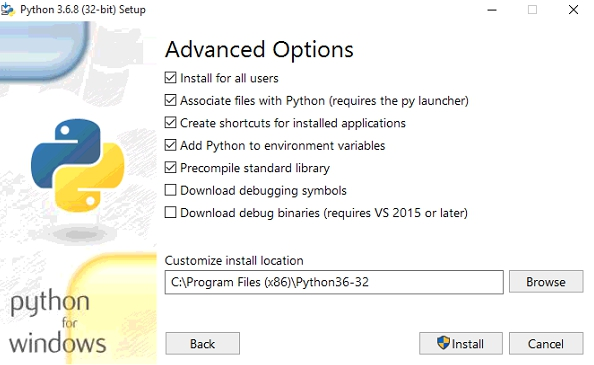 Python 3.6.8 (32-bit) Setup
Advanced Options
Install for all users
Associate files with Python (requires the py launcher)
Create shortcuts for installed applications
Add Python to environment variables
Precompile standard library
Download debugging symbols
Download debug binaries (requires VS 2015 or later)
Customize install location
C:\Program Files (x86)\Python36-32
Browse
python
for
windows
Back
Install
Cancel